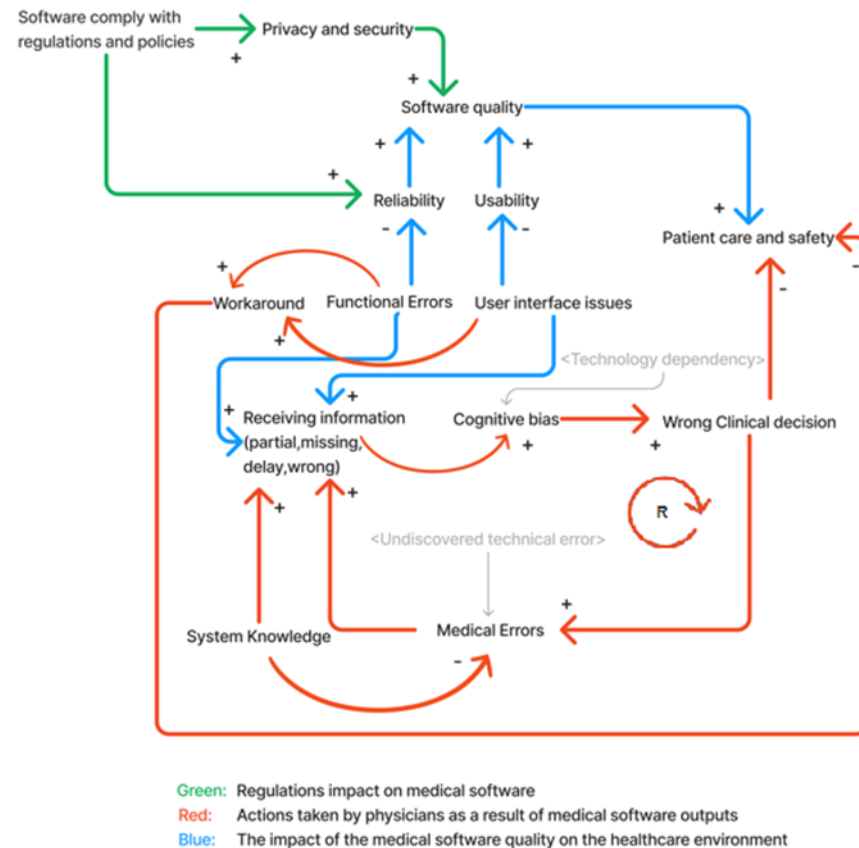 Software comply with
regulations and policies
+
Privacy and security
+
Software quality
+
+
+
Reliability
Usability
+
-
-
Patient care and safety
-
-
+
Workaround
Functional Errors
User interface issues
+
<Technology dependency>
+
+
Receiving information
(partial,missing,
delay,wrong)
Cognitive bias
+
Wrong Clinical decision
+
+
+
R
<Undiscovered technical error>
+
System Knowledge
Medical Errors
-
Green: Regulations impact on medical software
Red: Actions taken by physicians as a result of medical software outputs
Blue: The impact of the medical software quality on the healthcare environment